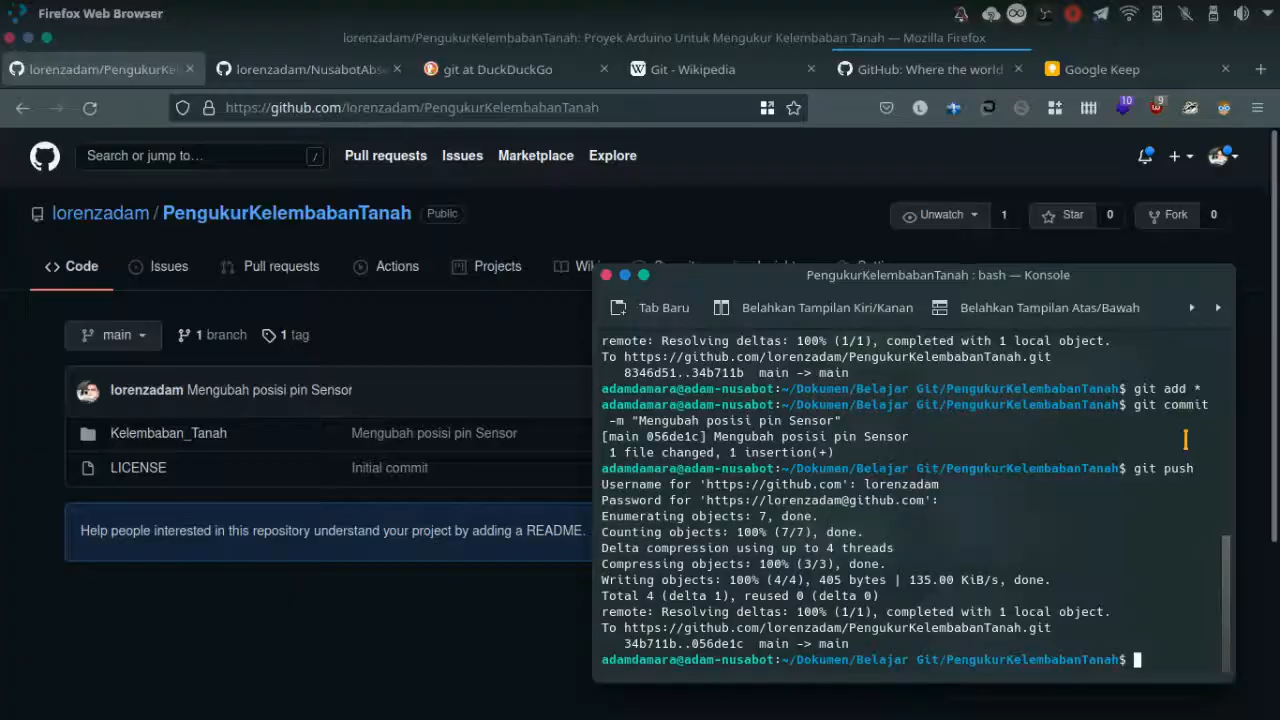 Firefox Web Browser
lorenzadam/PengukurKelembabanTanah: Proyek Arduino Untuk Mengukur Kelembaban Tanah — Mozilla Firefox
lorenzadam/PengukurKel
lorenzadam/NusabotAbs
git at DuckDuckGo
Git - Wikipedia
GitHub: Where the world
Google Keep
https://github.com/lorenzadam/PengukurKelembabanTanah
10
9
Search or jump to… /
Pull requests Issues Marketplace Explore
lorenzadam / PengukurKelembabanTanah Public
Unwatch 1 Star 0 Fork 0
Code Issues Pull requests Actions Projects
main 1 branch 1 tag
lorenzadam Mengubah posisi pin Sensor
Kelembaban_Tanah Mengubah posisi pin Sensor
LICENSE Initial commit
Help people interested in this repository understand your project by adding a README.
PengukurKelembabanTanah : bash — Konsole
Tab Baru Belahkan Tampilan Kiri/Kanan Belahkan Tampilan Atas/Bawah
remote: Resolving deltas: 100% (1/1), completed with 1 local object.
To https://github.com/lorenzadam/PengukurKelembabanTanah.git
8346d51..34b711b main -> main
adamdamara@adam-nusabot:~/Dokumen/Belajar Git/PengukurKelembabanTanah$ git add *
adamdamara@adam-nusabot:~/Dokumen/Belajar Git/PengukurKelembabanTanah$ git commit
-m "Mengubah posisi pin Sensor"
[main 056de1c] Mengubah posisi pin Sensor
1 file changed, 1 insertion(+)
adamdamara@adam-nusabot:~/Dokumen/Belajar Git/PengukurKelembabanTanah$ git push
Username for 'https://github.com': lorenzadam
Password for 'https://lorenzadam@github.com':
Enumerating objects: 7, done.
Counting objects: 100% (7/7), done.
Delta compression using up to 4 threads
Compressing objects: 100% (3/3), done.
Writing objects: 100% (4/4), 405 bytes | 135.00 KiB/s, done.
Total 4 (delta 1), reused 0 (delta 0)
remote: Resolving deltas: 100% (1/1), completed with 1 local object.
To https://github.com/lorenzadam/PengukurKelembabanTanah.git
34b711b..056de1c main -> main
adamdamara@adam-nusabot:~/Dokumen/Belajar Git/PengukurKelembabanTanah$